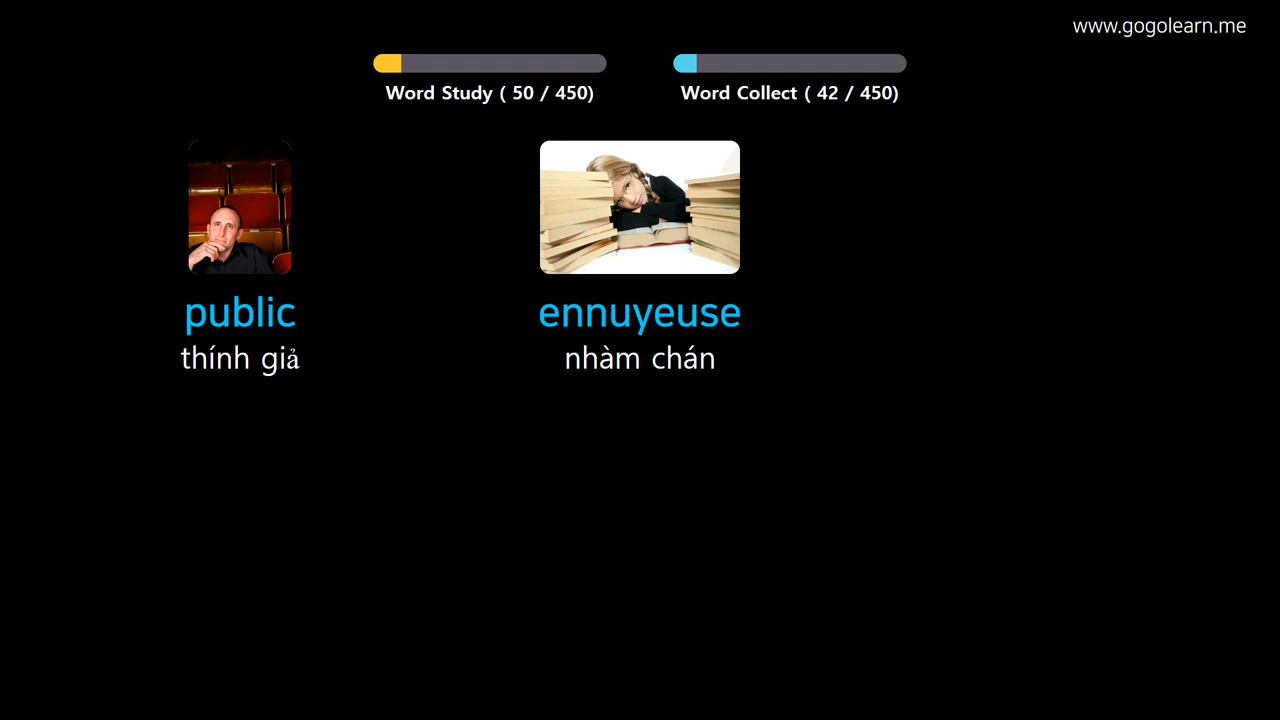 www.gogolearn.me
Word Study ( 50 / 450)
Word Collect ( 42 / 450)
public
thính giả
ennuyeuse
nhàm chán